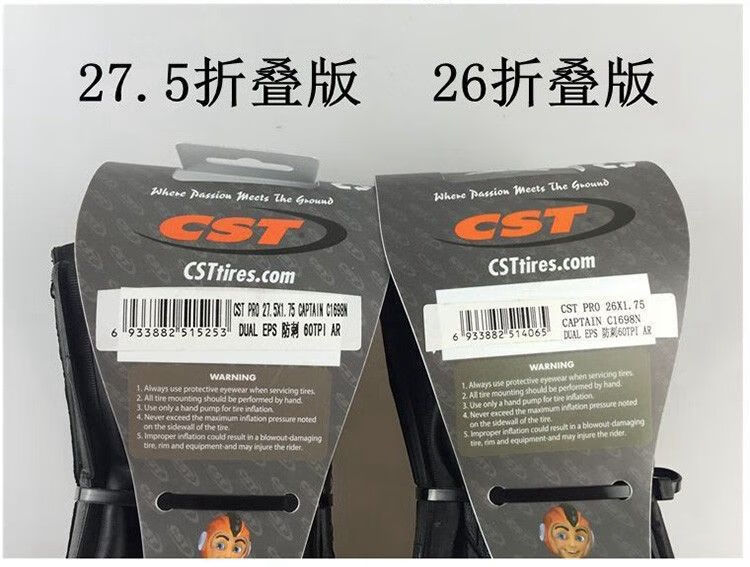 27.5折叠版
26折叠版
Where Passion Meets The Ground
CST
CSTtires.com
6 933882 515253
CST PRO 27.5X1.75 CAPTAIN C1698N
DUAL EPS 防刺 60TPI AR
WARNING
1. Always use protective eyewear when servicing tires.
2. All tire mounting should be performed by hand.
3. Use only a hand pump for tire inflation.
4. Never exceed the maximum inflation pressure noted
on the sidewall of the tire.
5. Improper inflation could result in a blowout-damaging
tire, rim and equipment-and may injure the rider.
Where Passion Meets The Ground
CST
CSTtires.com
6 933882 514065
CST PRO 26X1.75
CAPTAIN C1698N
DUAL EPS 防刺60TPI AR
WARNING
1. Always use protective eyewear when servicing tires.
2. All tire mounting should be performed by hand.
3. Use only a hand pump for tire inflation.
4. Never exceed the maximum inflation pressure noted
on the sidewall of the tire.
5. Improper inflation could result in a blowout-damaging
tire, rim and equipment-and may injure the rider.